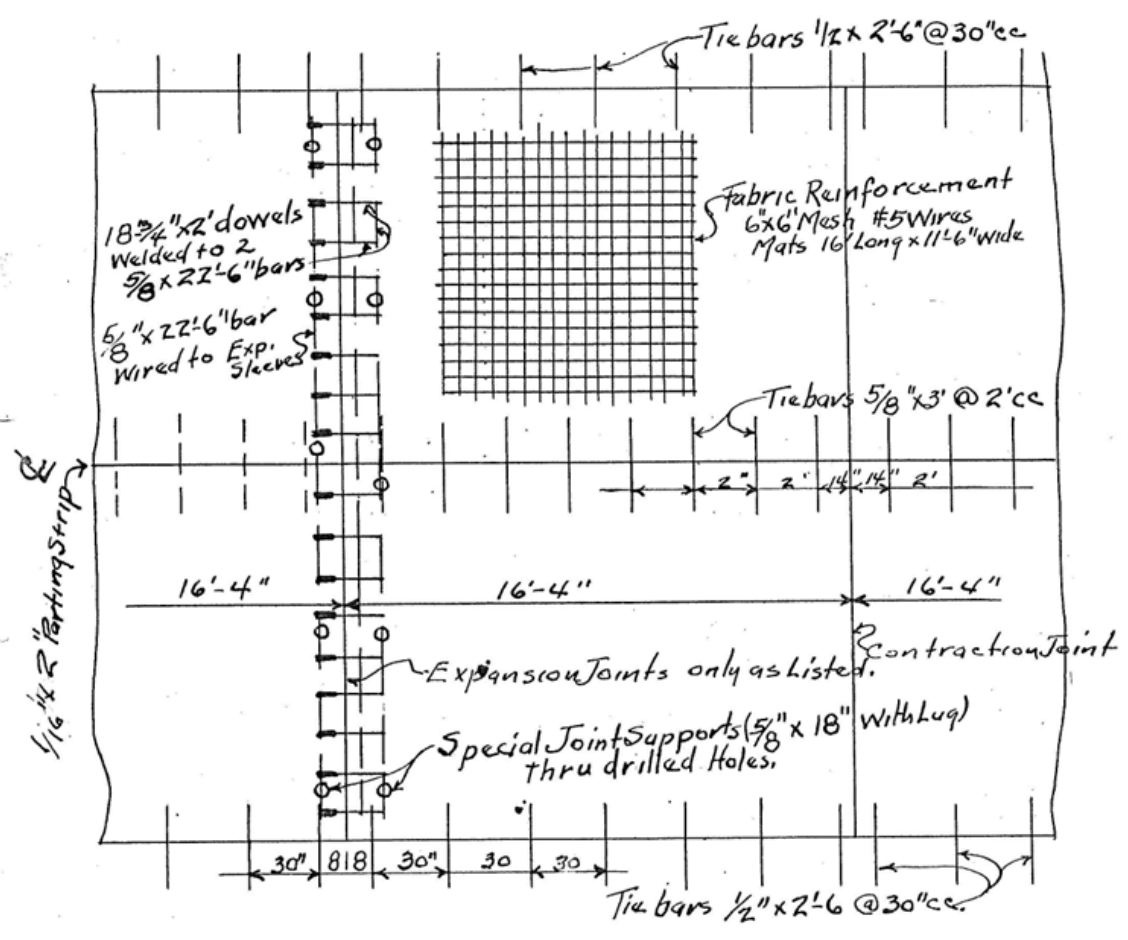 Tie bars 1/2 x 2'-6" @ 30"cc
Fabric Reinforcement
6"x6" Mesh #5 Wires
Mats 16' Long x 11'-6" Wide
18-3/4"x2' dowels
Welded to 2
5/8 x 22'-6" bars
5/8" x 22'-6" bar
Wired to Exp.
Sleeves
Tie bars 5/8"x3' @ 2'cc
2" 2' 14" 14" 2'
℄
1/16" x 2" Parting Strip
16'-4" 16'-4" 16'-4"
Contraction Joint
Expansion Joints only as Listed.
Special Joint Supports (5/8" x 18" With Lug)
thru drilled Holes.
30" 8 8 30" 30 30
Tie bars 1/2" x 2'-6 @ 30"cc.